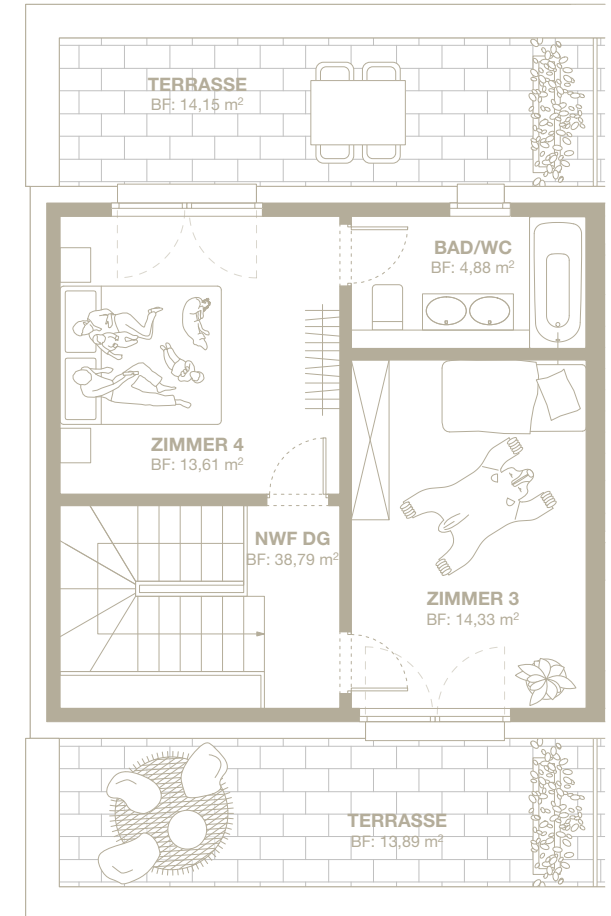 TERRASSE
BF: 14,15 m²
BAD/WC
BF: 4,88 m²
ZIMMER 4
BF: 13,61 m²
NWF DG
BF: 38,79 m²
ZIMMER 3
BF: 14,33 m²
TERRASSE
BF: 13,89 m²